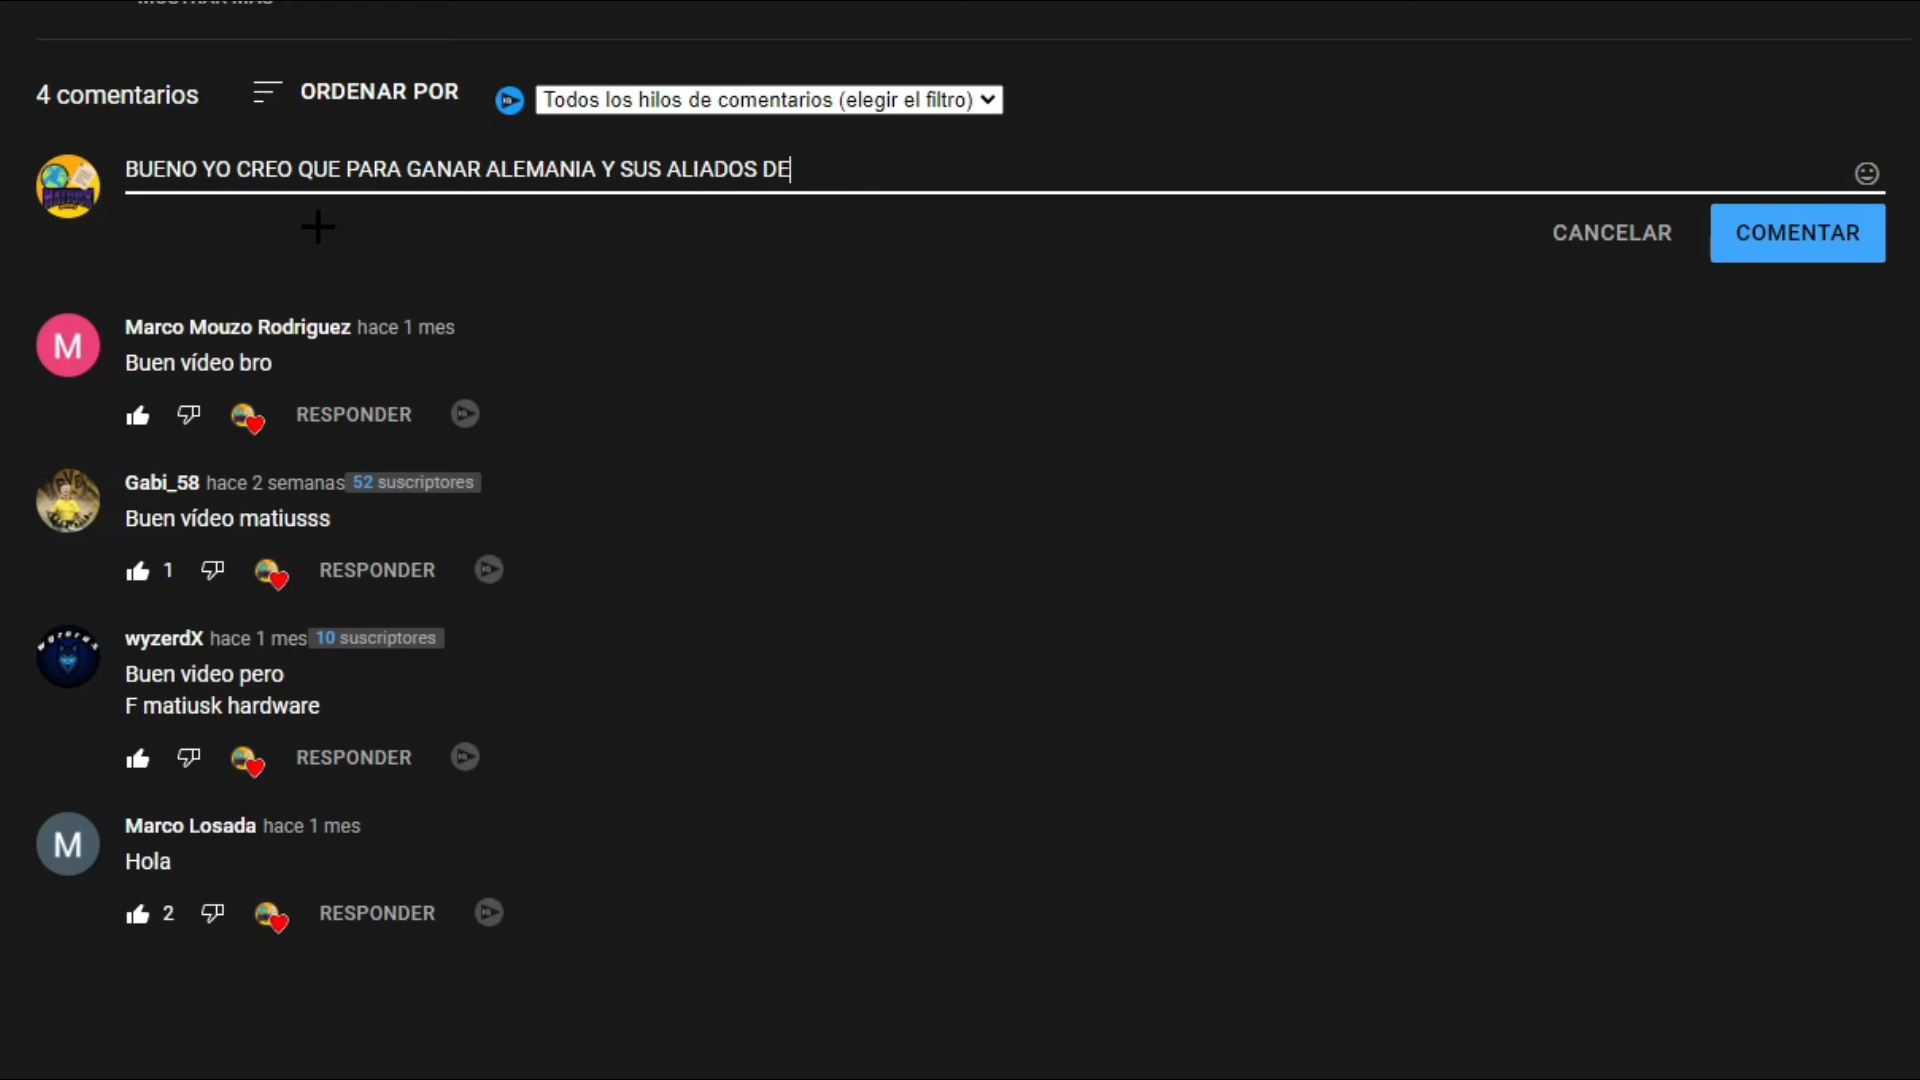 MOSTRAR MÁS
4 comentarios
ORDENAR POR
Todos los hilos de comentarios (elegir el filtro)
BUENO YO CREO QUE PARA GANAR ALEMANIA Y SUS ALIADOS DE
CANCELAR
COMENTAR
M
Marco Mouzo Rodriguez hace 1 mes
Buen vídeo bro
RESPONDER
Gabi_58 hace 2 semanas 52 suscriptores
Buen vídeo matiusss
1 RESPONDER
wyzerdX hace 1 mes 10 suscriptores
Buen video pero
F matiusk hardware
RESPONDER
M
Marco Losada hace 1 mes
Hola
2 RESPONDER